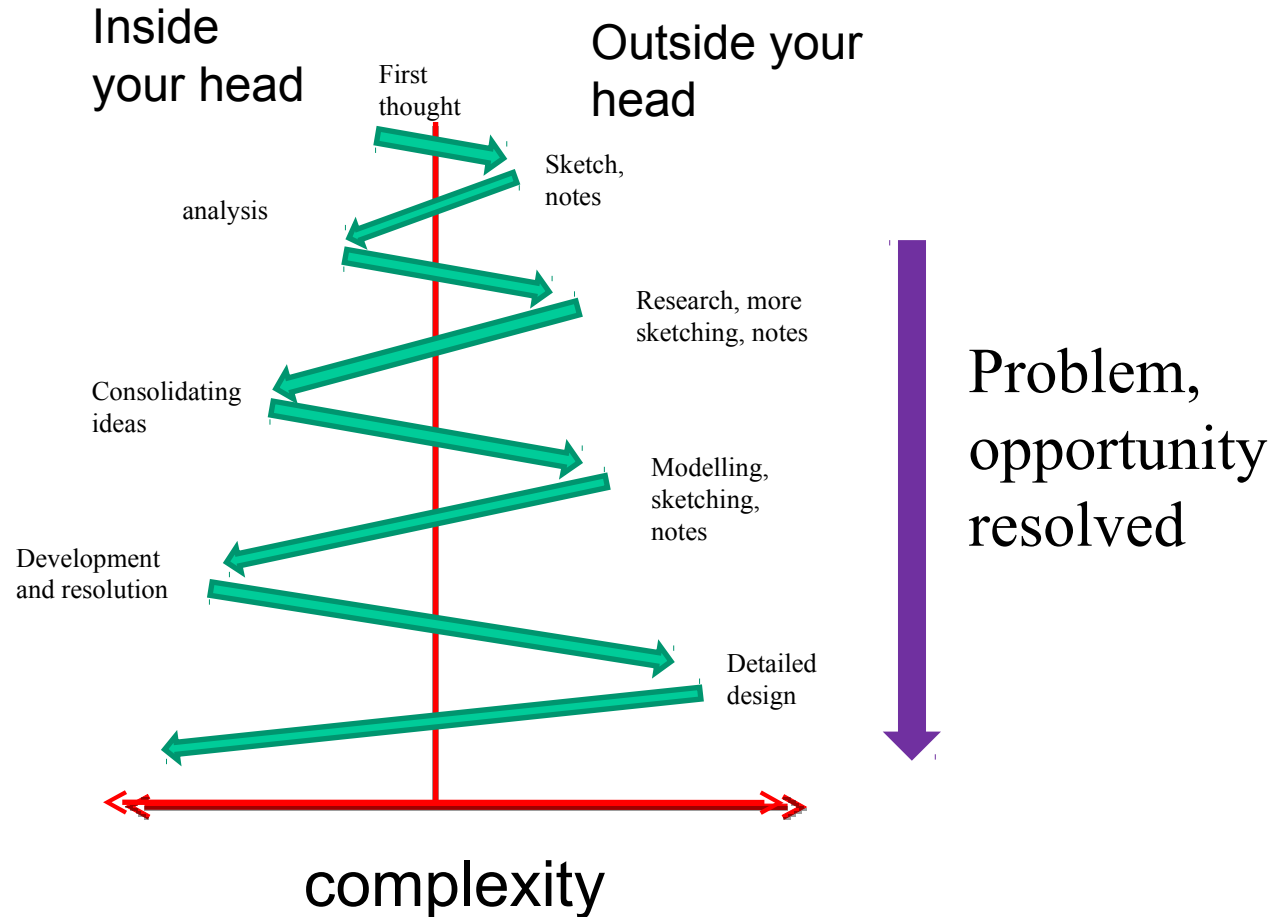 Inside
your head
Outside your
head
First
thought
Sketch,
notes
analysis
Research, more
sketching, notes
Consolidating
ideas
Modelling,
sketching,
notes
Development
and resolution
Detailed
design
Problem,
opportunity
resolved
complexity